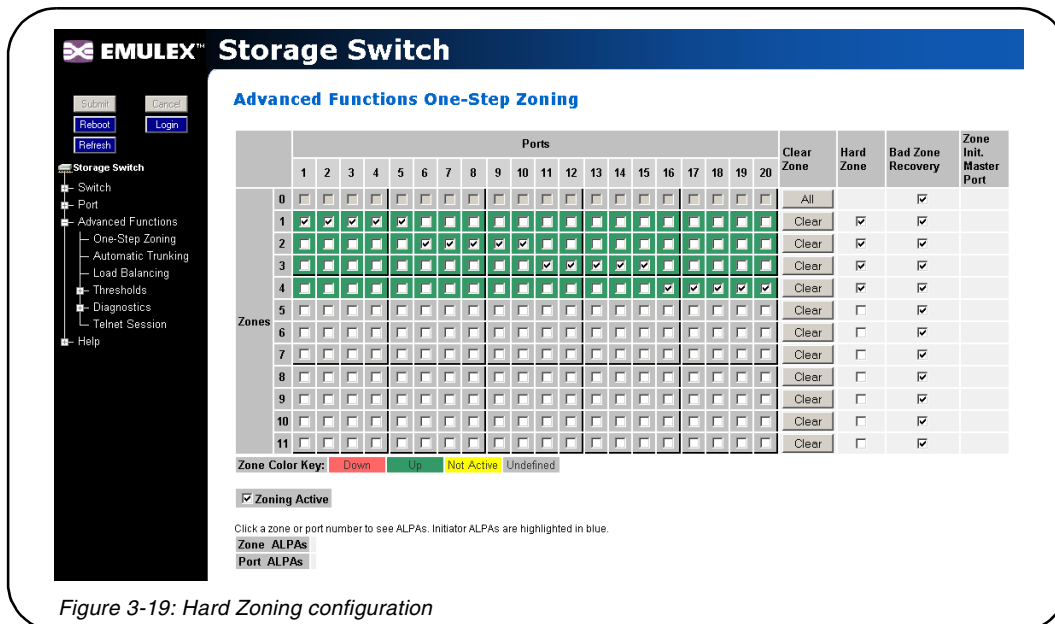 EMULEX™ Storage Switch
Submit Cancel
Reboot Login
Refresh
Storage Switch
Switch
Port
Advanced Functions
One-Step Zoning
Automatic Trunking
Load Balancing
Thresholds
Diagnostics
Telnet Session
Help
Advanced Functions One-Step Zoning
Ports
Clear Zone
Hard Zone
Bad Zone Recovery
Zone Init. Master Port
1 2 3 4 5 6 7 8 9 10 11 12 13 14 15 16 17 18 19 20
Zones
0 All
1 Clear
2 Clear
3 Clear
4 Clear
5 Clear
6 Clear
7 Clear
8 Clear
9 Clear
10 Clear
11 Clear
Zone Color Key: Down Up Not Active Undefined
Zoning Active
Click a zone or port number to see ALPAs. Initiator ALPAs are highlighted in blue.
Zone ALPAs
Port ALPAs
Figure 3-19: Hard Zoning configuration